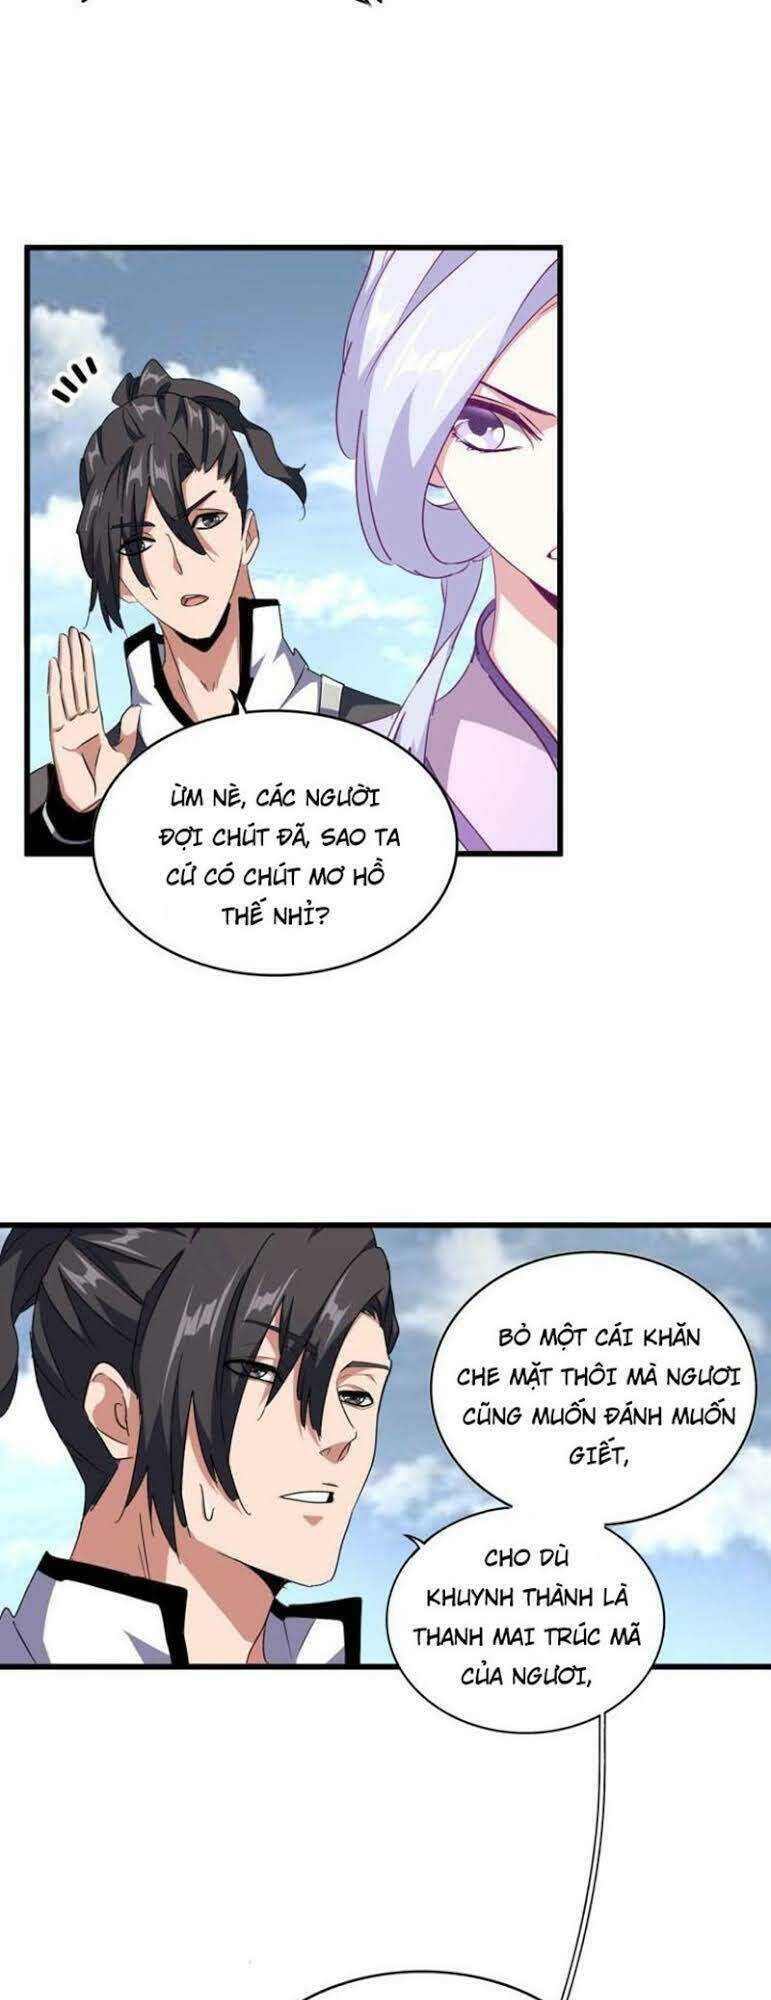 ỪM NÈ, CÁC NGƯỜI
ĐỢI CHÚT ĐÃ, SAO TA
CỨ CÓ CHÚT MƠ HỒ
THẾ NHỈ?
BỎ MỘT CÁI KHĂN
CHE MẶT THÔI MÀ NGƯƠI
CŨNG MUỐN ĐÁNH MUỐN
GIẾT,
CHO DÙ
KHUYNH THÀNH LÀ
THANH MAI TRÚC MÃ
CỦA NGƯƠI,